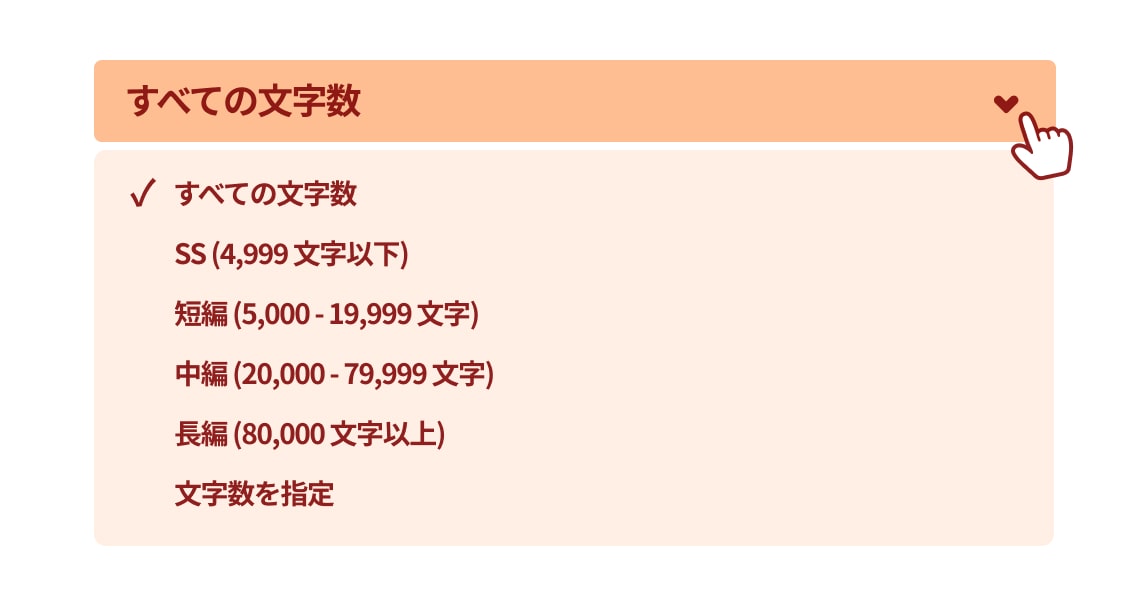 すべての文字数
すべての文字数
SS (4,999 文字以下)
短編 (5,000 - 19,999 文字)
中編 (20,000 - 79,999 文字)
長編 (80,000 文字以上)
文字数を指定